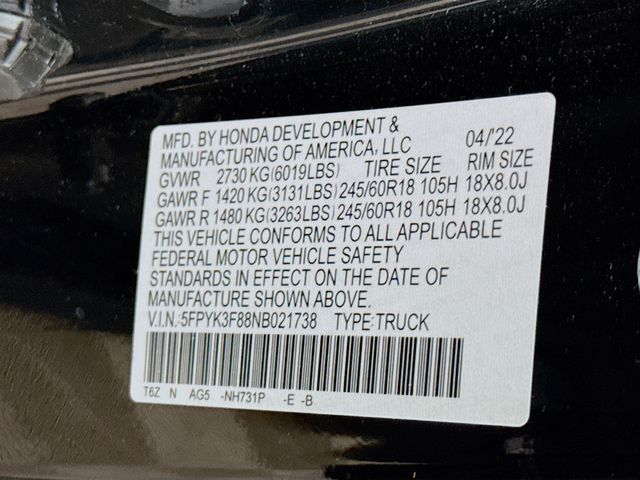 MFD. BY HONDA DEVELOPMENT & 04/'22
MANUFACTURING OF AMERICA, LLC
GVWR 2730 KG(6019LBS) TIRE SIZE RIM SIZE
GAWR F 1420 KG(3131LBS) 245/60R18 105H 18X8.0J
GAWR R 1480 KG(3263LBS) 245/60R18 105H 18X8.0J
THIS VEHICLE CONFORMS TO ALL APPLICABLE
FEDERAL MOTOR VEHICLE SAFETY
STANDARDS IN EFFECT ON THE DATE OF
MANUFACTURE SHOWN ABOVE.
V.I.N.:5FPYK3F88NB021738 TYPE:TRUCK
T6Z N AG5 -NH731P -E -B